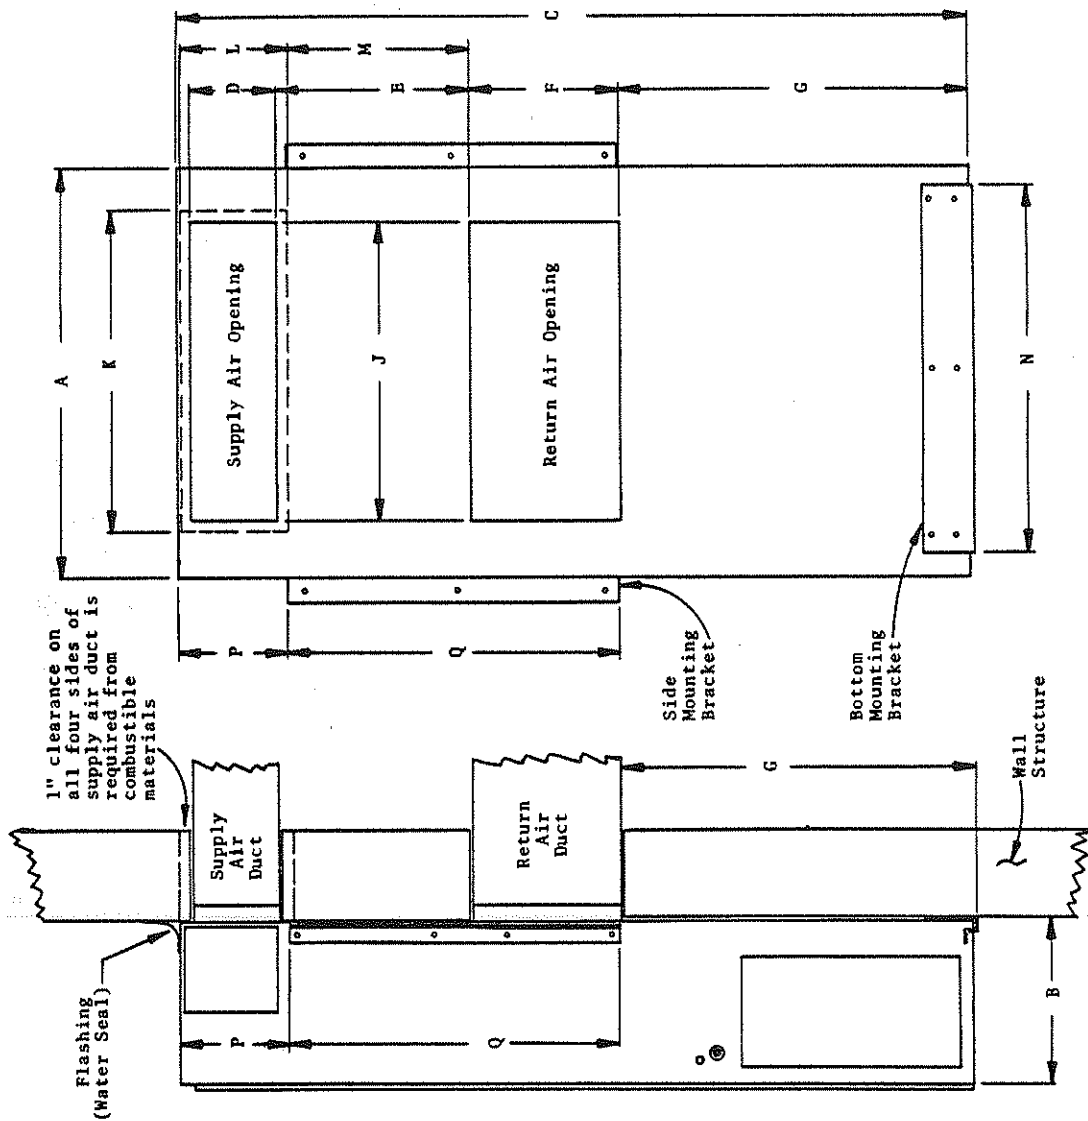 Flashing
(Water Seal)
1" clearance on
all four sides of
supply air duct is
required from
combustible
materials
Supply
Air
Duct
Return
Air
Duct
Wall
Structure
P
Q
G
B
Side
Mounting
Bracket
Bottom
Mounting
Bracket
P
Q
A
K
Supply Air Opening
J
Return Air Opening
N
D
L
E
M
F
G
C